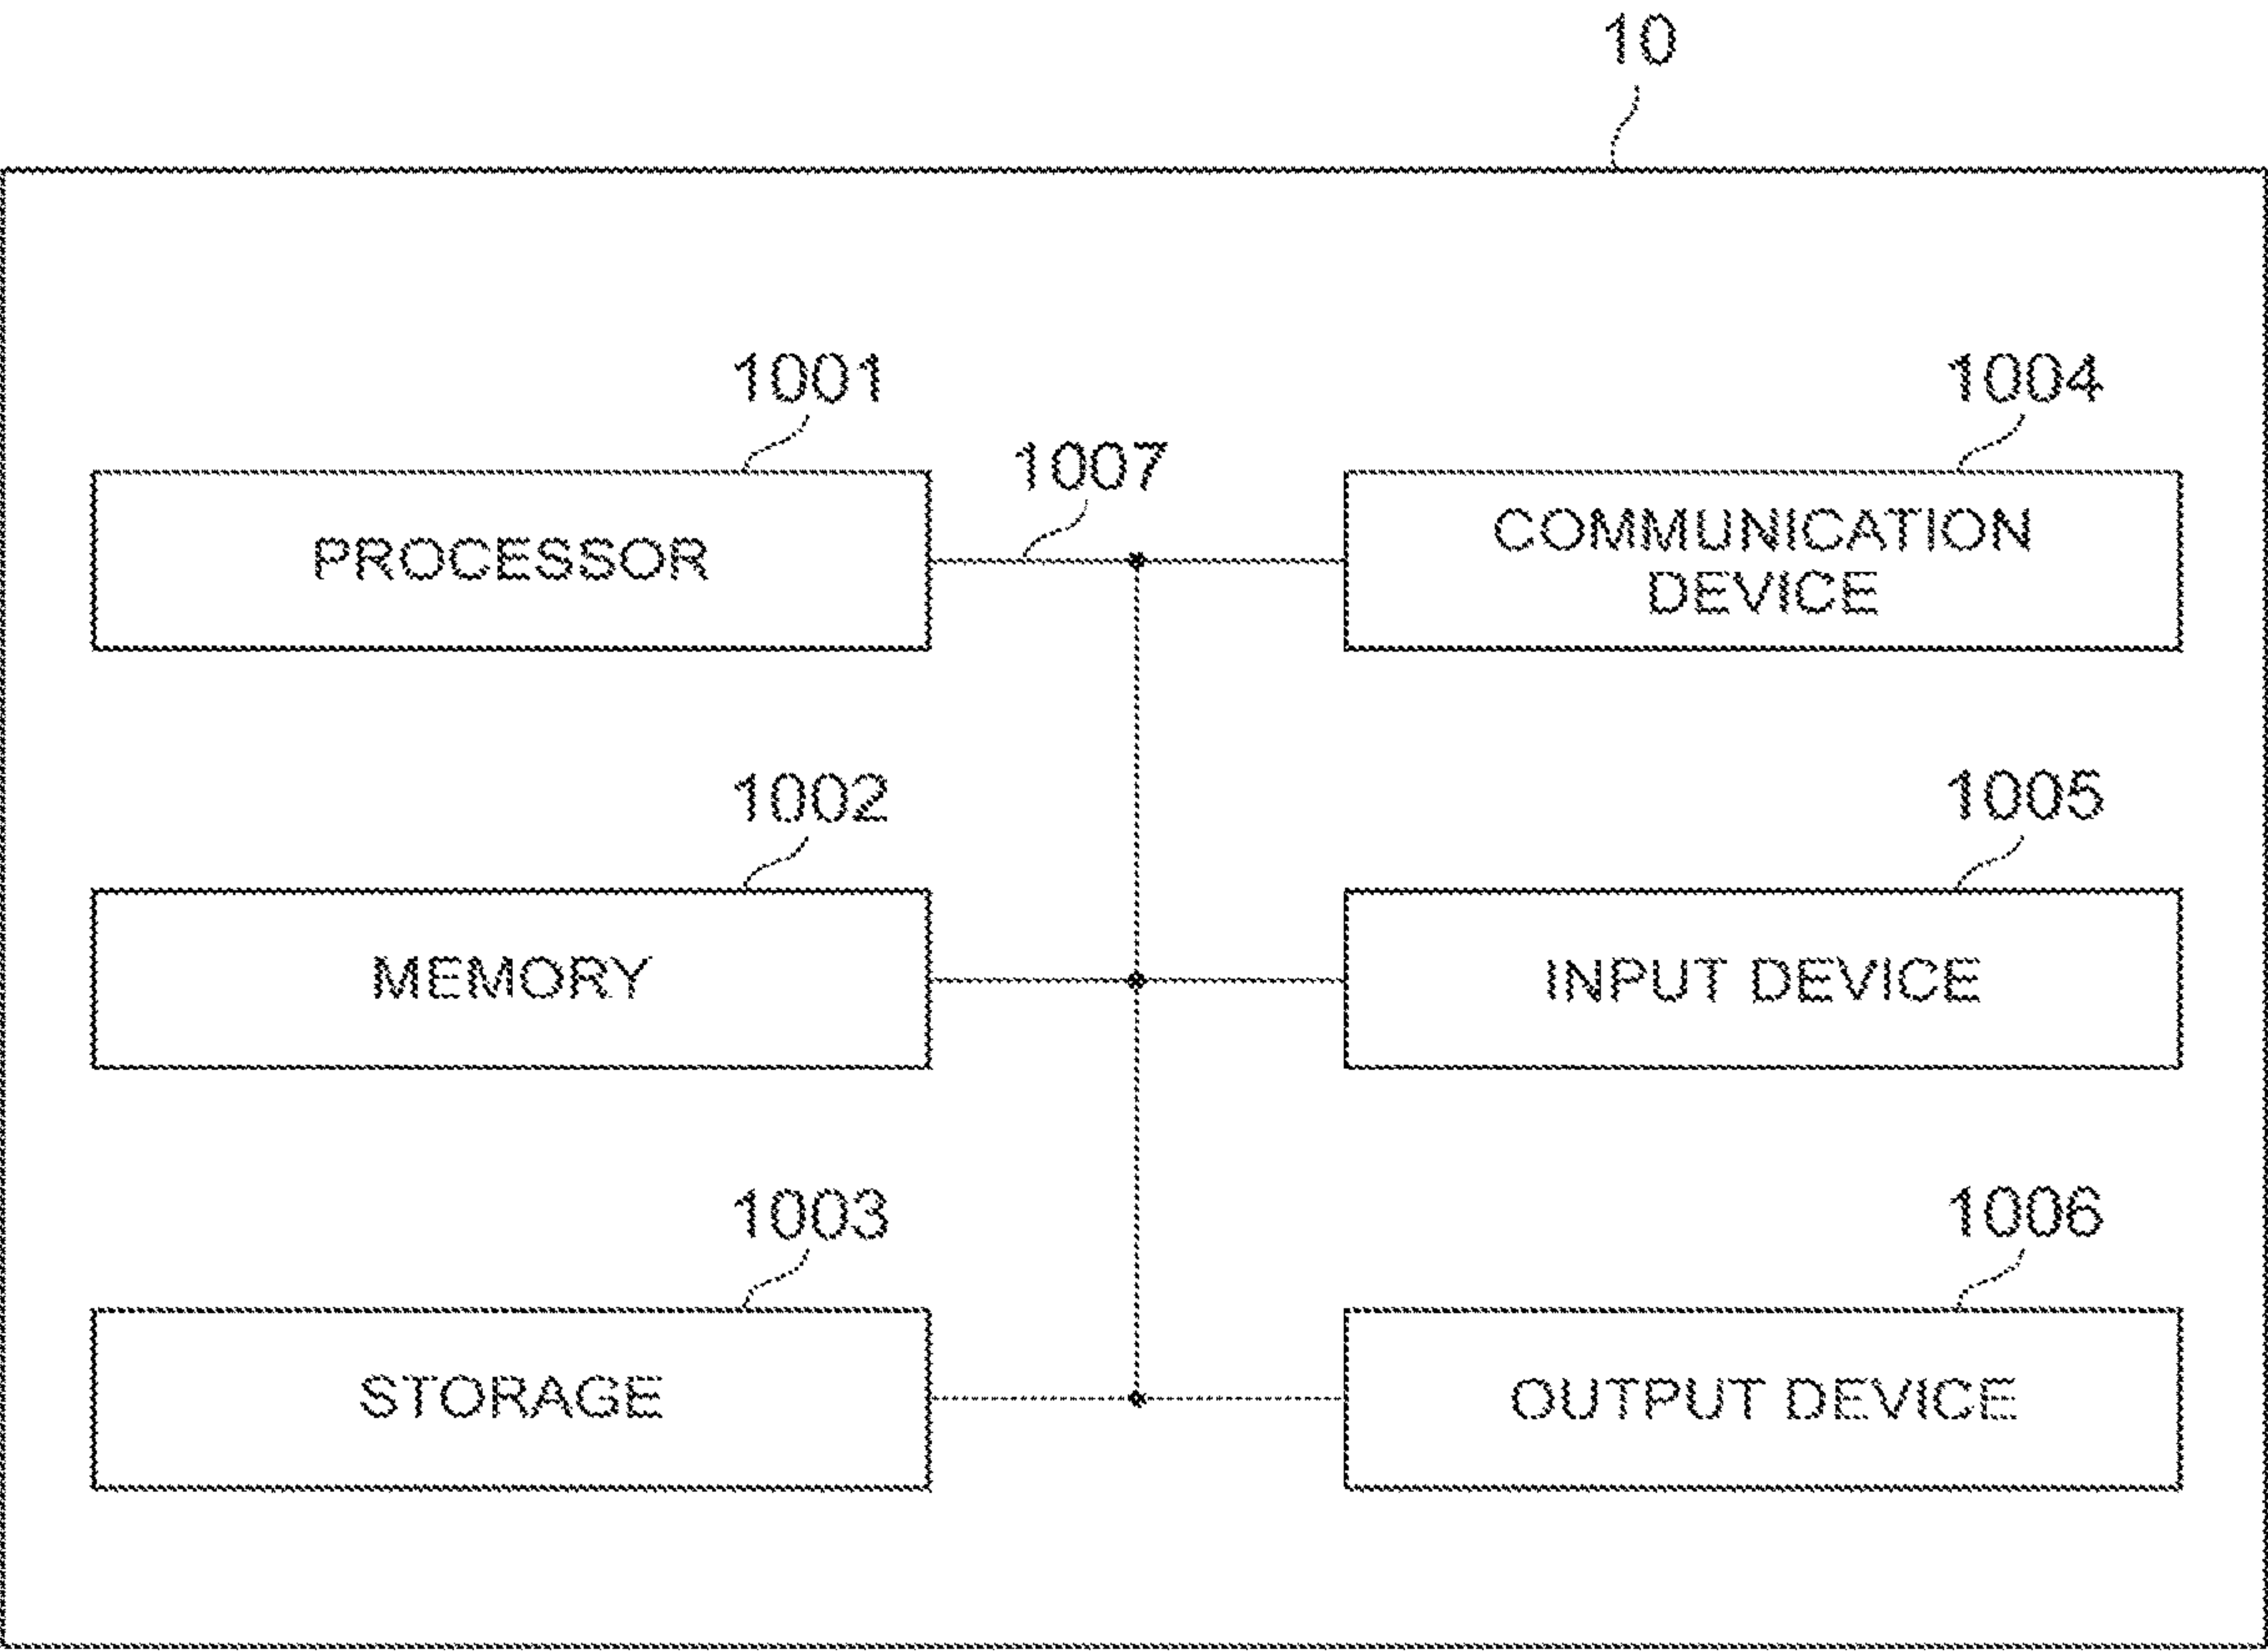 10
1001
1004
1007
PROCESSOR
COMMUNICATION
DEVICE
1002
1005
MEMORY
INPUT DEVICE
1003
1006
STORAGE
OUTPUT DEVICE